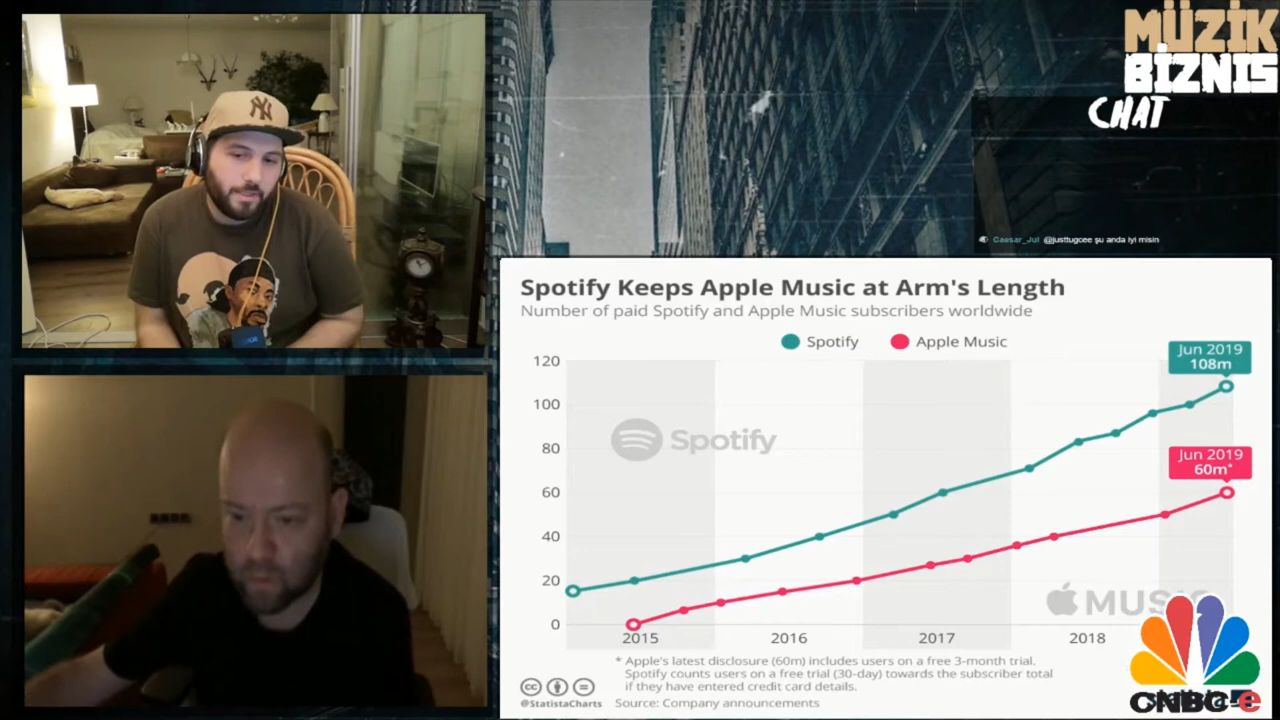 MÜZİK
BİZNIS
CHAT
Caesar_Jul @justtugcee şu anda iyi misin
NY
Spotify Keeps Apple Music at Arm's Length
Number of paid Spotify and Apple Music subscribers worldwide
Spotify
Apple Music
Jun 2019
108m
Jun 2019
60m*
120
100
80
60
40
20
0
Spotify
MUSIC
2015
2016
2017
2018
* Apple's latest disclosure (60m) includes users on a free 3-month trial.
Spotify counts users on a free trial (30-day) towards the subscriber total
if they have entered credit card details.
@StatistaCharts
Source: Company announcements
CNBC-e